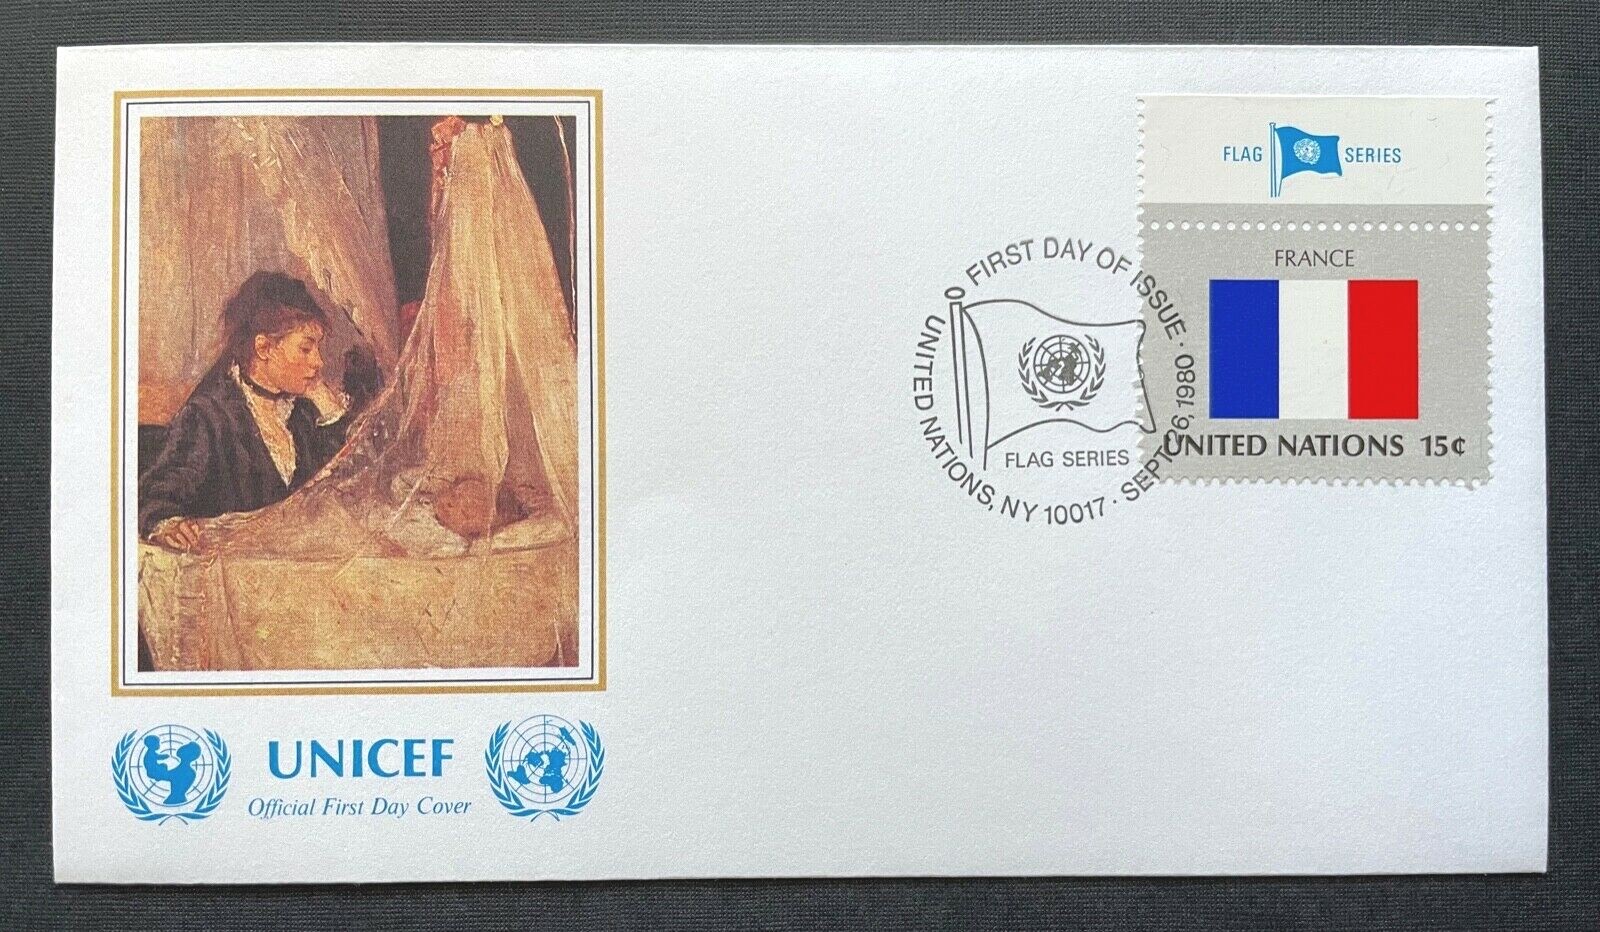 FLAG SERIES
FRANCE
UNITED NATIONS 15¢
FIRST DAY OF ISSUE · SEPT. 26, 1980
UNITED NATIONS, NY 10017 ·
FLAG SERIES
UNICEF
Official First Day Cover